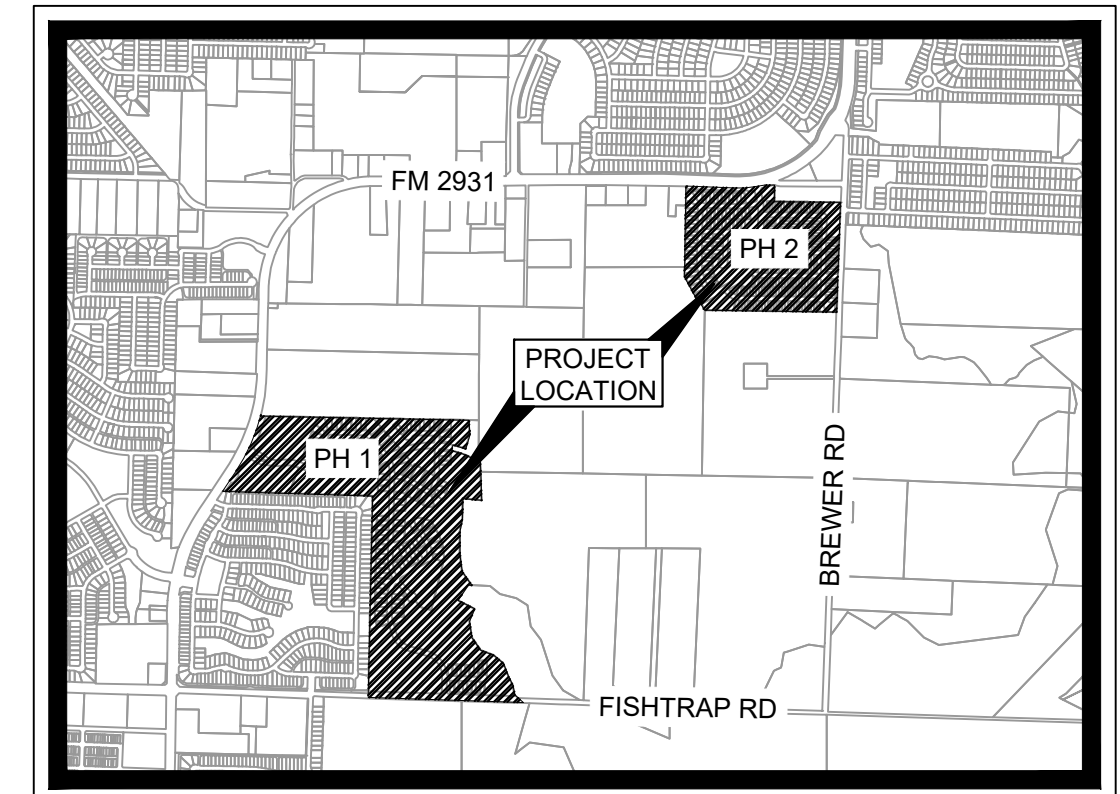 FM 2931
PH 2
PROJECT
LOCATION
PH 1
BREWER RD
FISHTRAP RD